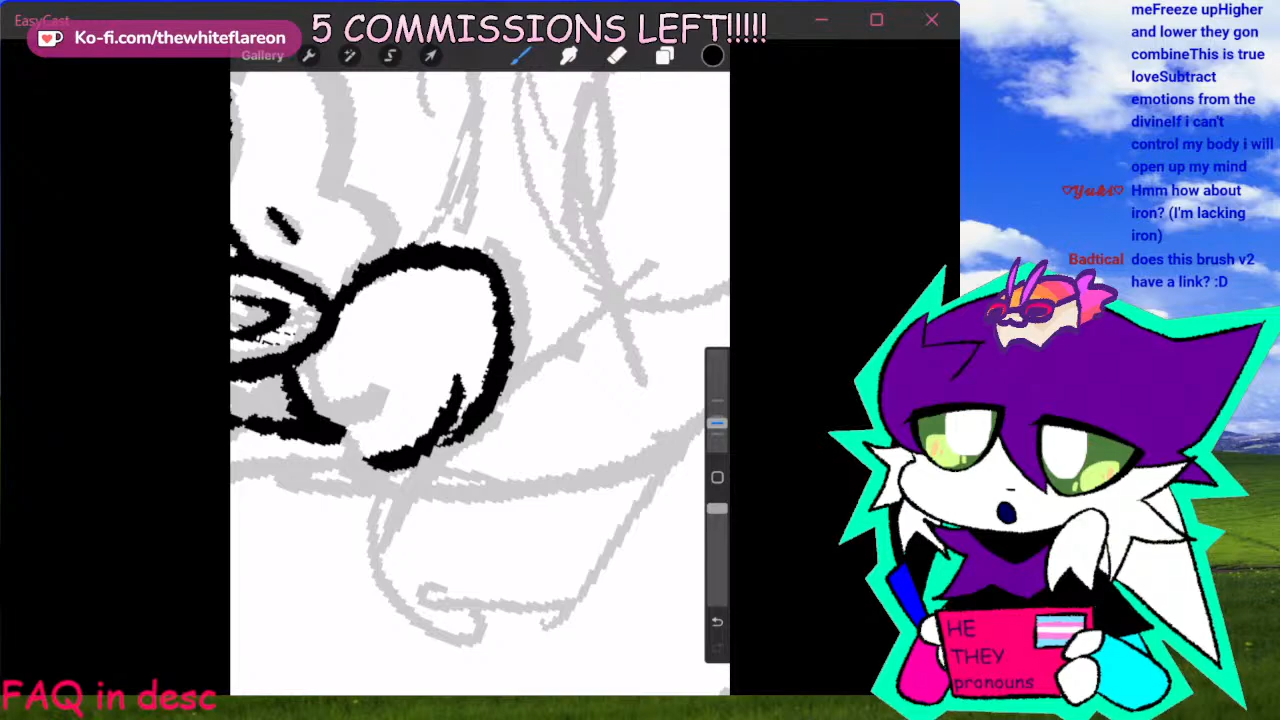 EasyCast
Ko-fi.com/thewhiteflareon
5 COMMISSIONS LEFT!!!!!
Gallery
meFreeze upHigher
and lower they gon
combineThis is true
loveSubtract
emotions from the
divineIf i can't
control my body i will
open up my mind
♡𝓨𝓾𝓴𝓲♡ Hmm how about
iron? (I'm lacking
iron)
Badtical does this brush v2
have a link? :D
HE
THEY
pronouns
FAQ in desc